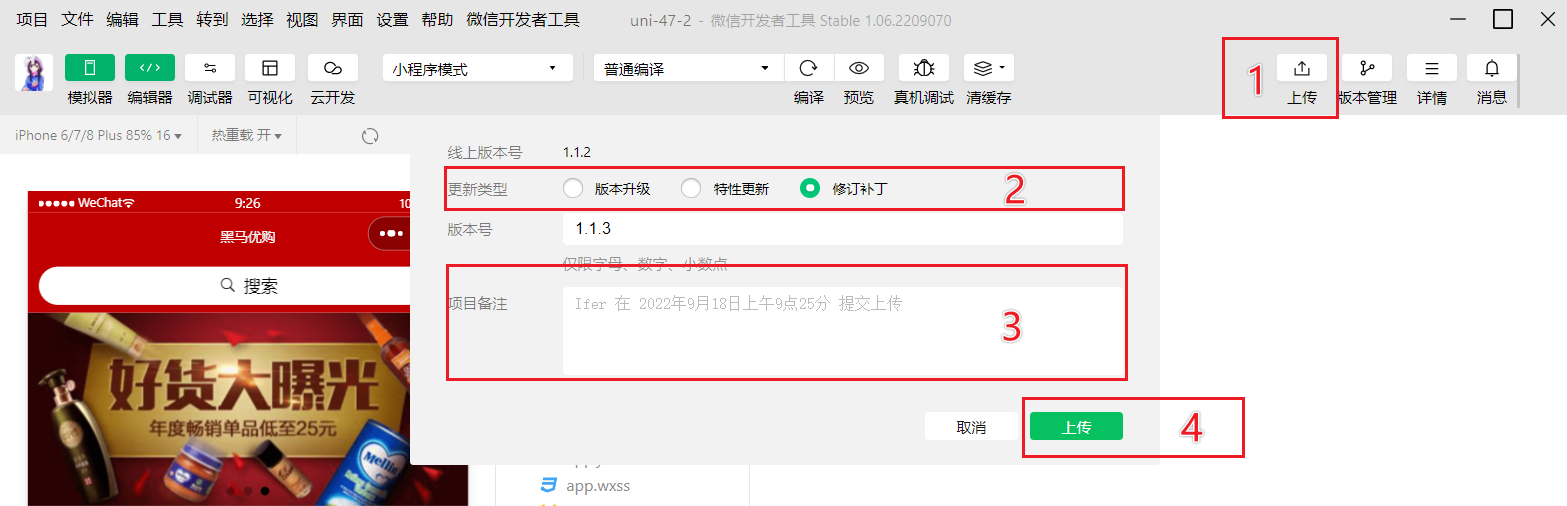 项目 文件 编辑 工具 转到 选择 视图 界面 设置 帮助 微信开发者工具 uni-47-2 - 微信开发者工具 Stable 1.06.2209070
小程序模式 普通编译
模拟器 编辑器 调试器 可视化 云开发 编译 预览 真机调试 清缓存 1 上传 版本管理 详情 消息
iPhone 6/7/8 Plus 85% 16 热重载 开
线上版本号 1.1.2
更新类型 版本升级 特性更新 修订补丁 2
版本号 1.1.3
仅限字母、数字、小数点
项目备注 Ifer 在 2022年9月18日上午9点25分 提交上传
3
取消 上传 4
WeChat 9:26 10
黑马优购
搜索
好货大曝光
年度畅销单品低至25元
app.wxss